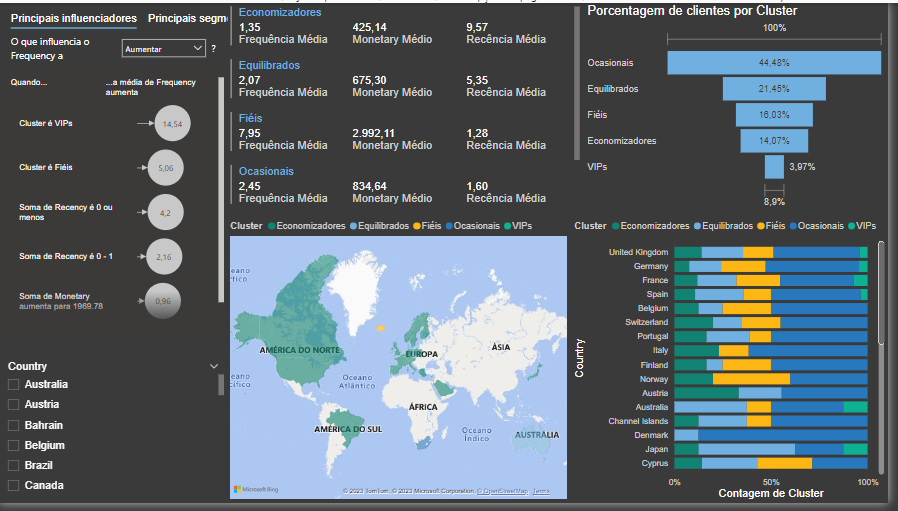 Principais influenciadores Principais segm
O que influencia o
Frequency a
Aumentar
?
Quando...
...a média de Frequency
aumenta
Cluster é VIPs
14,54
Cluster é Fiéis
5,06
Soma de Recency é 0 ou
menos
4,2
Soma de Recency é 0 - 1
2,16
Soma de Monetary
aumenta para 1969.78
0,96
Country
Australia
Austria
Bahrain
Belgium
Brazil
Canada
Economizadores
1,35 425,14 9,57
Frequência Média Monetary Médio Recência Média
Equilibrados
2,07 675,30 5,35
Frequência Média Monetary Médio Recência Média
Fiéis
7,95 2.992,11 1,28
Frequência Média Monetary Médio Recência Média
Ocasionais
2,45 834,64 1,60
Frequência Média Monetary Médio Recência Média
Porcentagem de clientes por Cluster
100%
Ocasionais 44,48%
Equilibrados 21,45%
Fiéis 16,03%
Economizadores 14,07%
VIPs 3,97%
8,9%
Cluster Economizadores Equilibrados Fiéis Ocasionais VIPs
eano
rtico
AMÉRICA DO NORTE
EUROPA
ÁSIA
ceano
cífico
Oceano
Atlântico
ÁFRICA
AMÉRICA DO SUL
Oceano
Índico
AUSTRÁLIA
Microsoft Bing
© 2023 TomTom, © 2023 Microsoft Corporation, © OpenStreetMap Terms
Cluster Economizadores Equilibrados Fiéis Ocasionais VIPs
Country
United Kingdom
Germany
France
Spain
Belgium
Switzerland
Portugal
Italy
Finland
Norway
Austria
Australia
Channel Islands
Denmark
Japan
Cyprus
0% 50% 100%
Contagem de Cluster